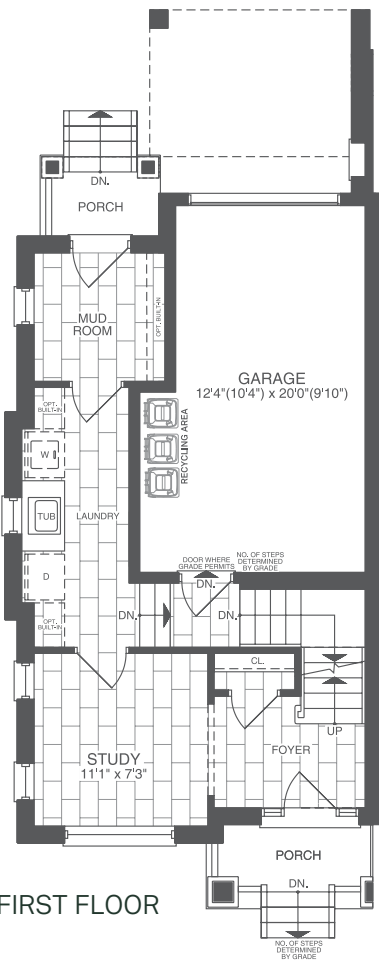 DN.
PORCH
MUD
ROOM
OPT. BUILT-IN
GARAGE
12'4"(10'4") x 20'0"(9'10")
OPT.
BUILT-IN
RECYCLING AREA
W
TUB
LAUNDRY
D
DOOR WHERE
GRADE PERMITS
NO. OF STEPS
DETERMINED
BY GRADE
DN.
OPT.
BUILT-IN
DN.
DN.
CL.
UP
FOYER
STUDY
11'1" x 7'3"
PORCH
DN.
FIRST FLOOR
NO. OF STEPS
DETERMINED
BY GRADE